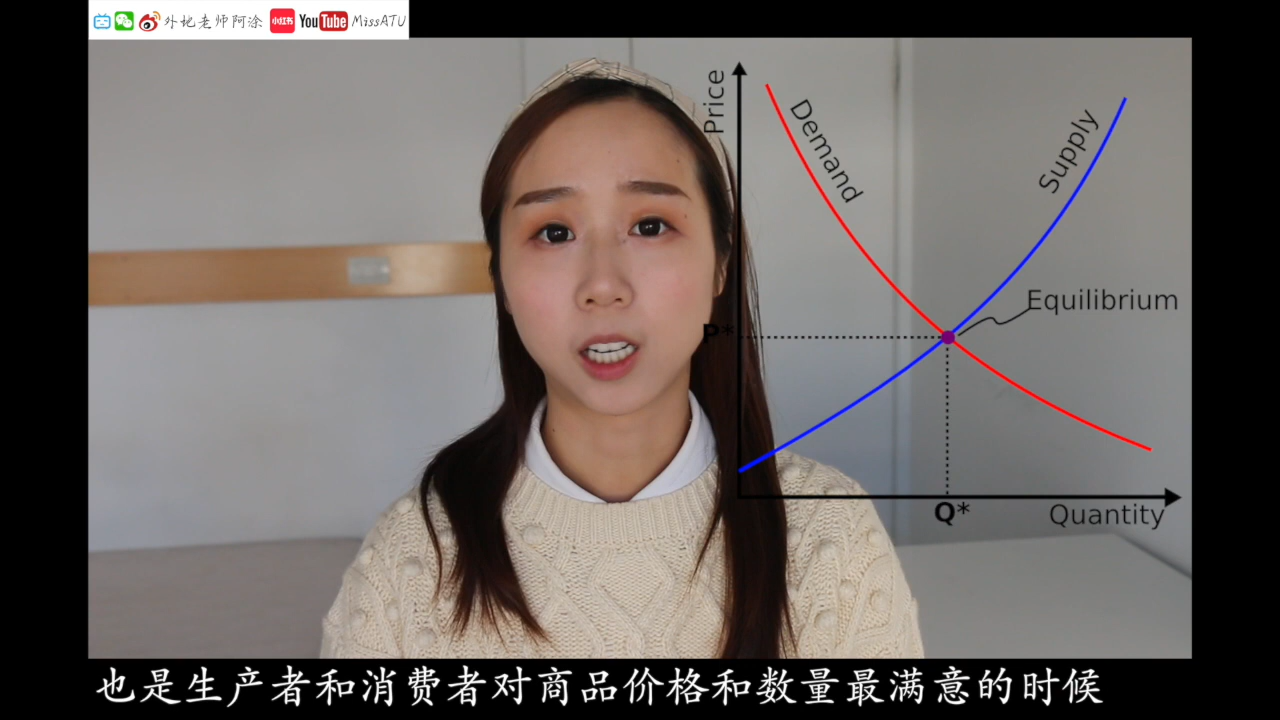 外地老师阿涂 小红书 YouTube MissATU
Price
Demand
Supply
Equilibrium
P*
Q*
Quantity
也是生产者和消费者对商品价格和数量最满意的时候